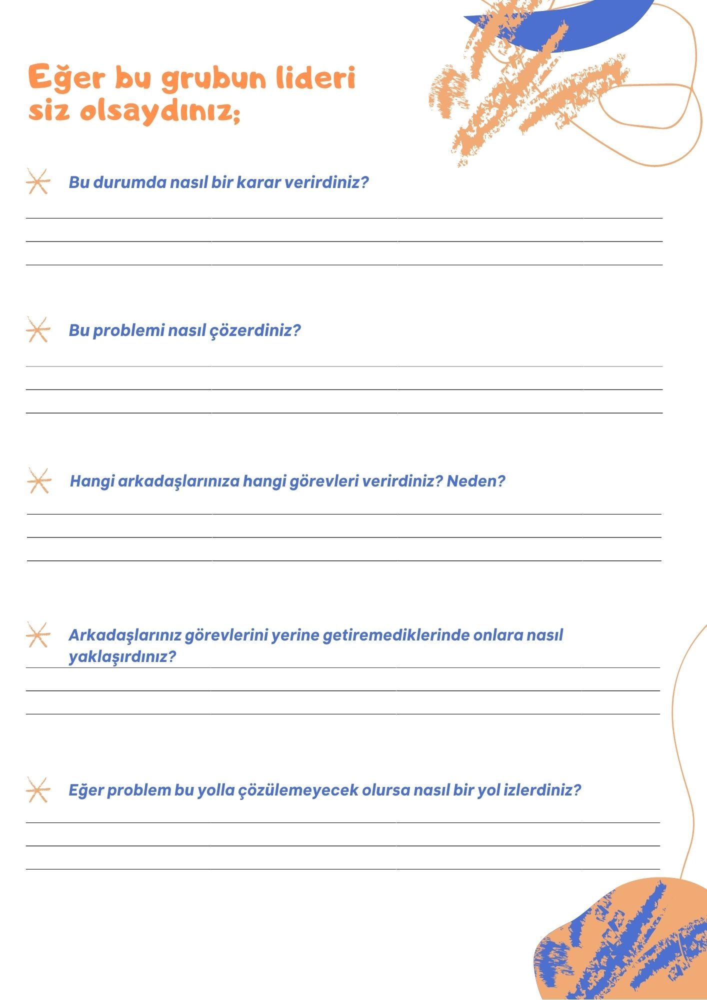 Eğer bu grubun lideri
siz olsaydınız;
Bu durumda nasıl bir karar verirdiniz?
Bu problemi nasıl çözerdiniz?
Hangi arkadaşlarınıza hangi görevleri verirdiniz? Neden?
Arkadaşlarınız görevlerini yerine getiremediklerinde onlara nasıl
yaklaşırdınız?
Eğer problem bu yolla çözülemeyecek olursa nasıl bir yol izlerdiniz?